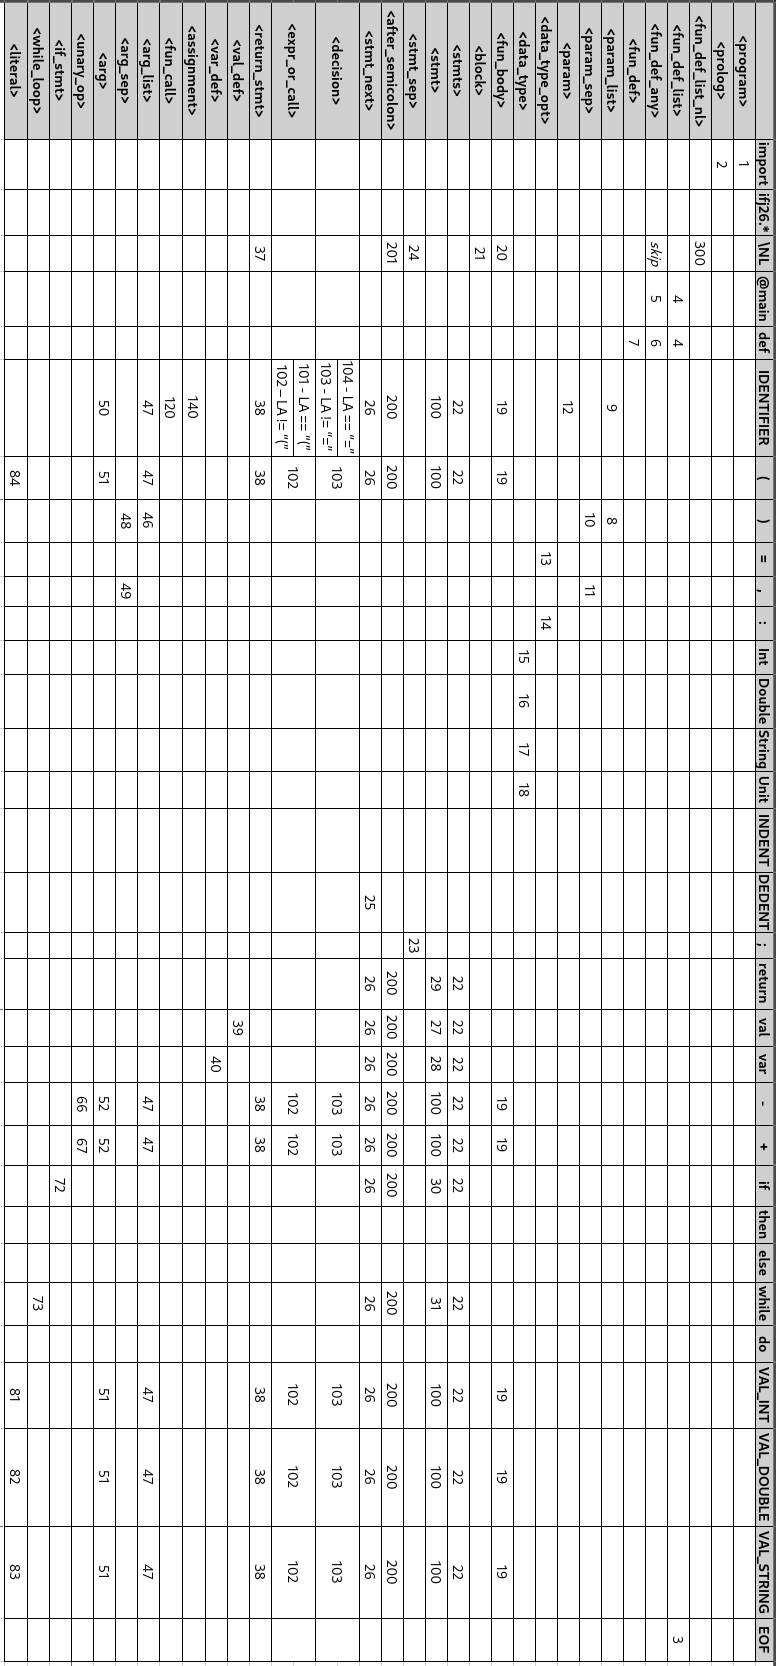 import ifj26.* \NL @main def IDENTIFIER ( ) = , : Int Double String Unit INDENT DEDENT ; return val var - + if then else while do VAL_INT VAL_DOUBLE VAL_STRING EOF
<program> 1
<prolog> 2
<fun_def_list_nl> 300
<fun_def_list> 4 4 3
<fun_def_any> skip 5 6
<fun_def> 7
<param_list> 9 8
<param_sep> 10 11
<param> 12
<data_type_opt> 13 14
<data_type> 15 16 17 18
<fun_body> 20 19 19 19 19 19 19 19
<block> 21
<stmts> 22 22 22 22 22 22 22 22 22 22 22 22
<stmt> 100 100 29 27 28 100 100 30 31 100 100 100
<stmt_sep> 24 23
<after_semicolon> 201 200 200 200 200 200 200 200 200 200 200 200 200
<stmt_next> 26 26 25 26 26 26 26 26 26 26 26 26 26
<decision> 104 - LA == "="
103 - LA != "=" 103 103 103 103 103 103
<expr_or_call> 101 - LA == "("
102 – LA != "(" 102 102 102 102 102 102
<return_stmt> 37 38 38 38 38 38 38 38
<val_def> 39
<var_def> 40
<assignment> 140
<fun_call> 120
<arg_list> 47 47 46 47 47 47 47 47
<arg_sep> 48 49
<arg> 50 51 52 52 51 51 51
<unary_op> 66 67
<if_stmt> 72
<while_loop> 73
<literal> 84 81 82 83